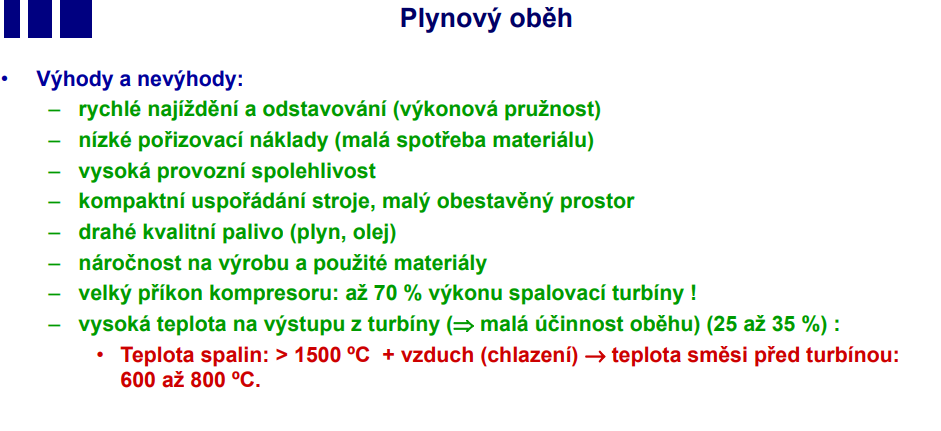 Plynový oběh
• Výhody a nevýhody:
– rychlé najíždění a odstavování (výkonová pružnost)
– nízké pořizovací náklady (malá spotřeba materiálu)
– vysoká provozní spolehlivost
– kompaktní uspořádání stroje, malý obestavěný prostor
– drahé kvalitní palivo (plyn, olej)
– náročnost na výrobu a použité materiály
– velký příkon kompresoru: až 70 % výkonu spalovací turbíny !
– vysoká teplota na výstupu z turbíny (⇒ malá účinnost oběhu) (25 až 35 %) :
• Teplota spalin: > 1500 ºC + vzduch (chlazení) → teplota směsi před turbínou:
600 až 800 ºC.